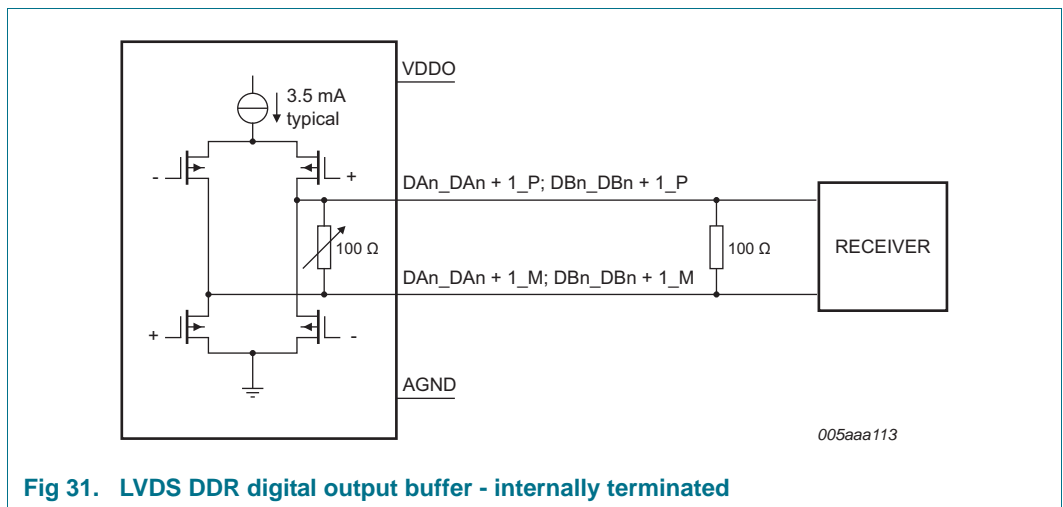 VDDO
3.5 mA
typical
-
+
DAn_DAn + 1_P; DBn_DBn + 1_P
100 Ω
100 Ω
RECEIVER
DAn_DAn + 1_M; DBn_DBn + 1_M
+
-
AGND
005aaa113
Fig 31. LVDS DDR digital output buffer - internally terminated